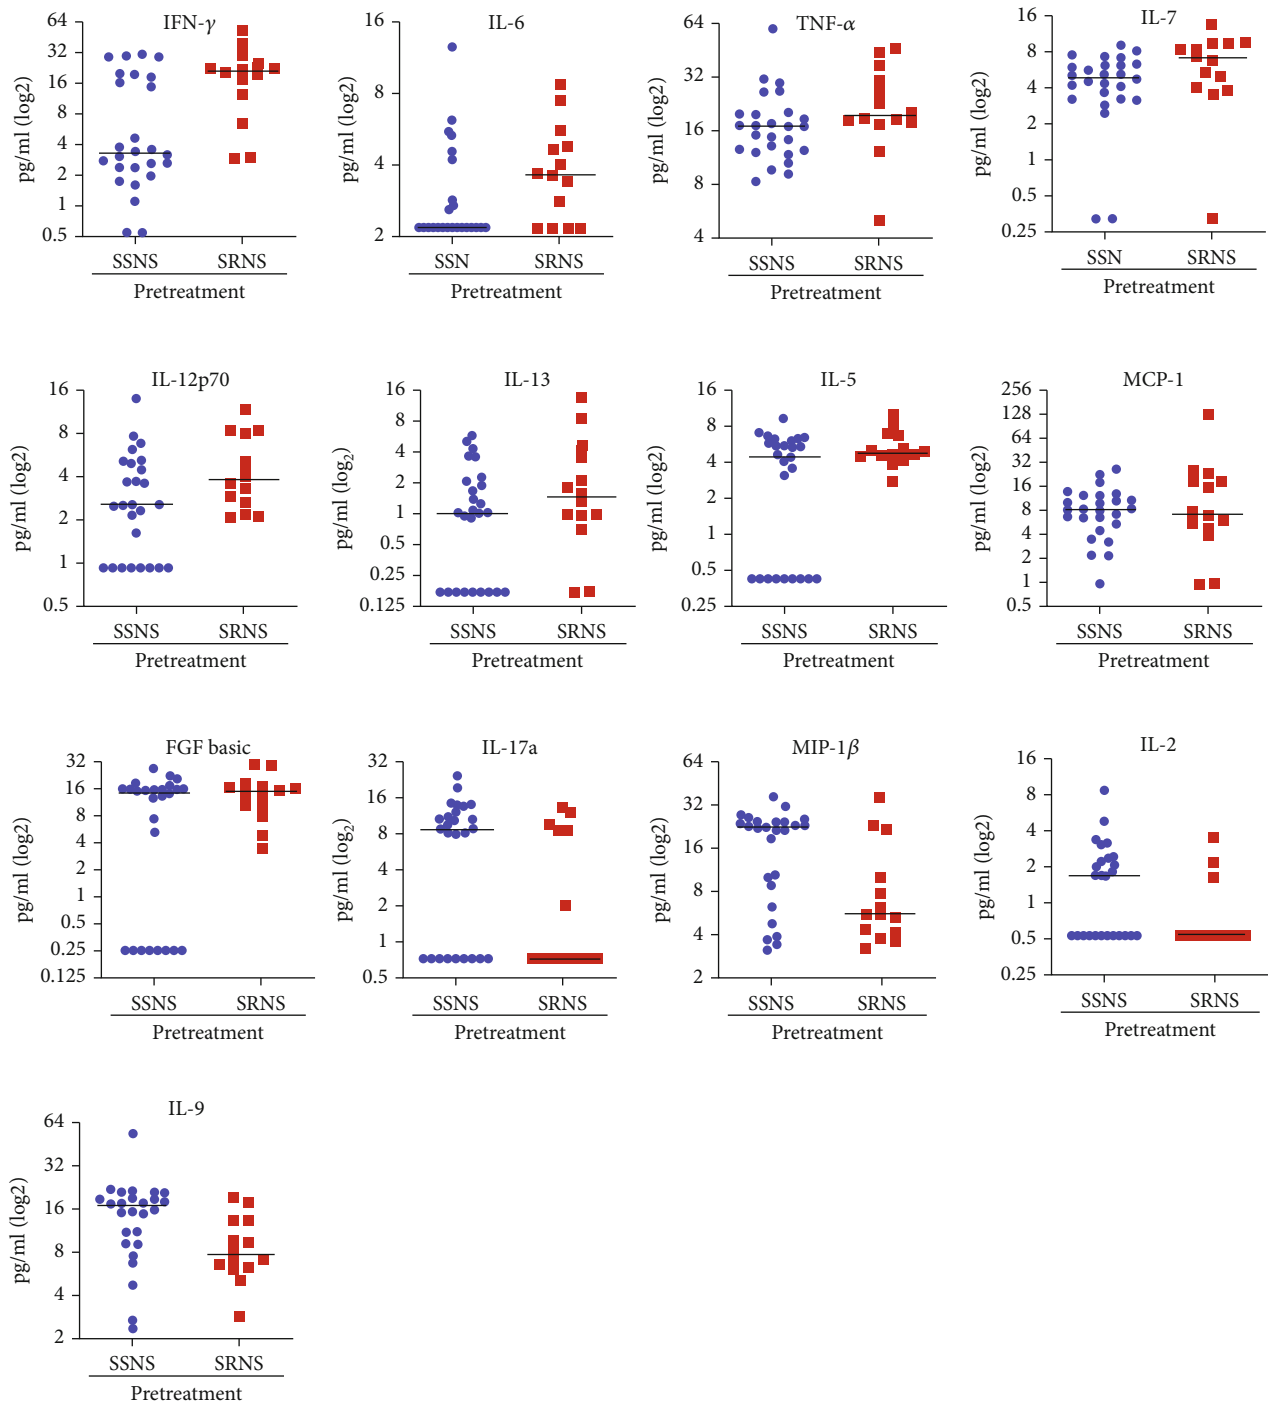 IFN-γ
64
32
16
8
4
2
1
0.5
pg/ml (log2)
SSNS SRNS
Pretreatment
IL-6
16
8
4
2
pg/ml (log2)
SSN SRNS
Pretreatment
TNF-α
64
32
16
8
4
pg/ml (log2)
SSNS SRNS
Pretreatment
IL-7
16
8
4
2
1
0.5
0.25
pg/ml (log2)
SSN SRNS
Pretreatment
IL-12p70
16
8
4
2
1
0.5
pg/ml (log2)
SSNS SRNS
Pretreatment
IL-13
16
8
4
2
1
0.5
0.25
0.125
pg/ml (log₂)
SSNS SRNS
Pretreatment
IL-5
16
8
4
2
1
0.5
0.25
pg/ml (log2)
SSNS SRNS
Pretreatment
MCP-1
256
128
64
32
16
8
4
2
1
0.5
pg/ml (log2)
SSNS SRNS
Pretreatment
FGF basic
32
16
8
4
2
1
0.5
0.25
0.125
pg/ml (log2)
SSNS SRNS
Pretreatment
IL-17a
32
16
8
4
2
1
0.5
pg/ml (log₂)
SSNS SRNS
Pretreatment
MIP-1β
64
32
16
8
4
2
pg/ml (log2)
SSNS SRNS
Pretreatment
IL-2
16
8
4
2
1
0.5
0.25
pg/ml (log2)
SSNS SRNS
Pretreatment
IL-9
64
32
16
8
4
2
pg/ml (log2)
SSNS SRNS
Pretreatment